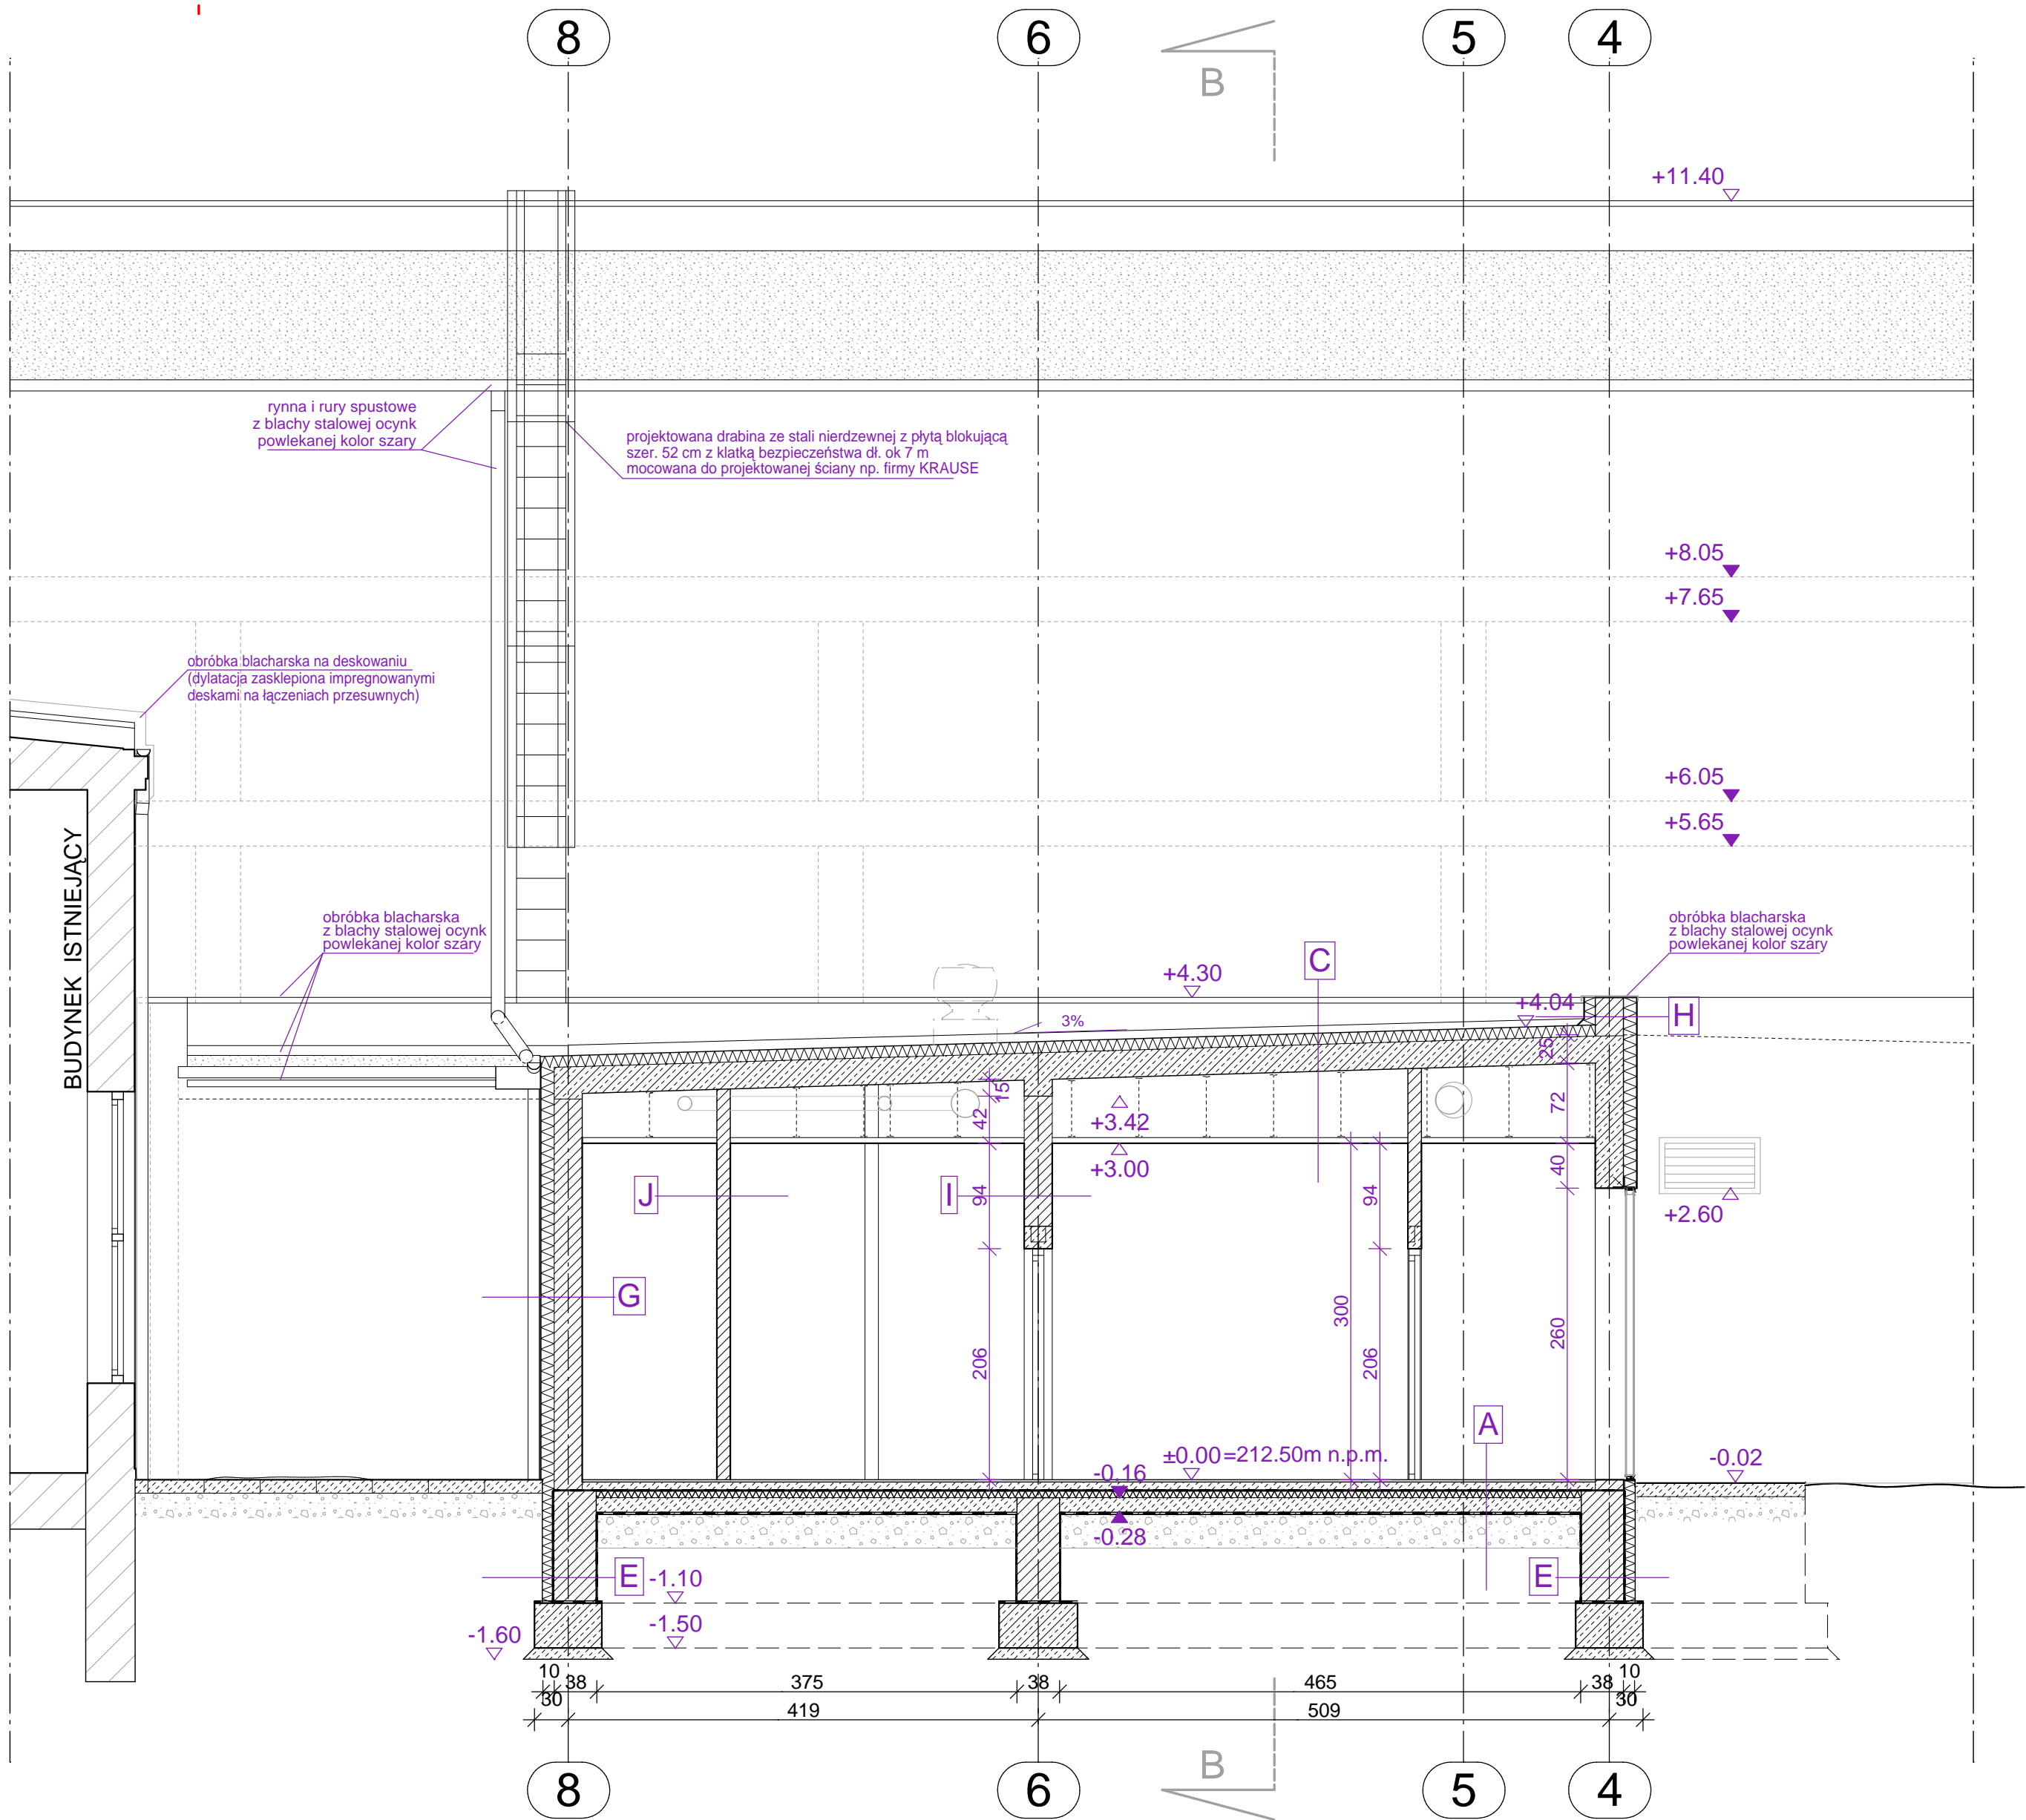 8
6
5
4
B
+11.40
rynna i rury spustowe
z blachy stalowej ocynk
powlekanej kolor szary
projektowana drabina ze stali nierdzewnej z płytą blokującą
szer. 52 cm z klatką bezpieczeństwa dł. ok 7 m
mocowana do projektowanej ściany np. firmy KRAUSE
+8.05
+7.65
obróbka blacharska na deskowaniu
(dylatacja zasklepiona impregnowanymi
deskami na łączeniach przesuwnych)
+6.05
+5.65
BUDYNEK ISTNIEJĄCY
obróbka blacharska
z blachy stalowej ocynk
powlekanej kolor szary
obróbka blacharska
z blachy stalowej ocynk
powlekanej kolor szary
C
+4.30
+4.04
H
3%
25
15
42
72
+3.42
+3.00
40
J
I
94
94
+2.60
G
300
260
206
206
A
±0.00=212.50m n.p.m.
-0.16
-0.02
-0.28
E
-1.10
E
-1.50
-1.60
10
38
375
38
465
38
10
30
30
419
509
B
8
6
5
4